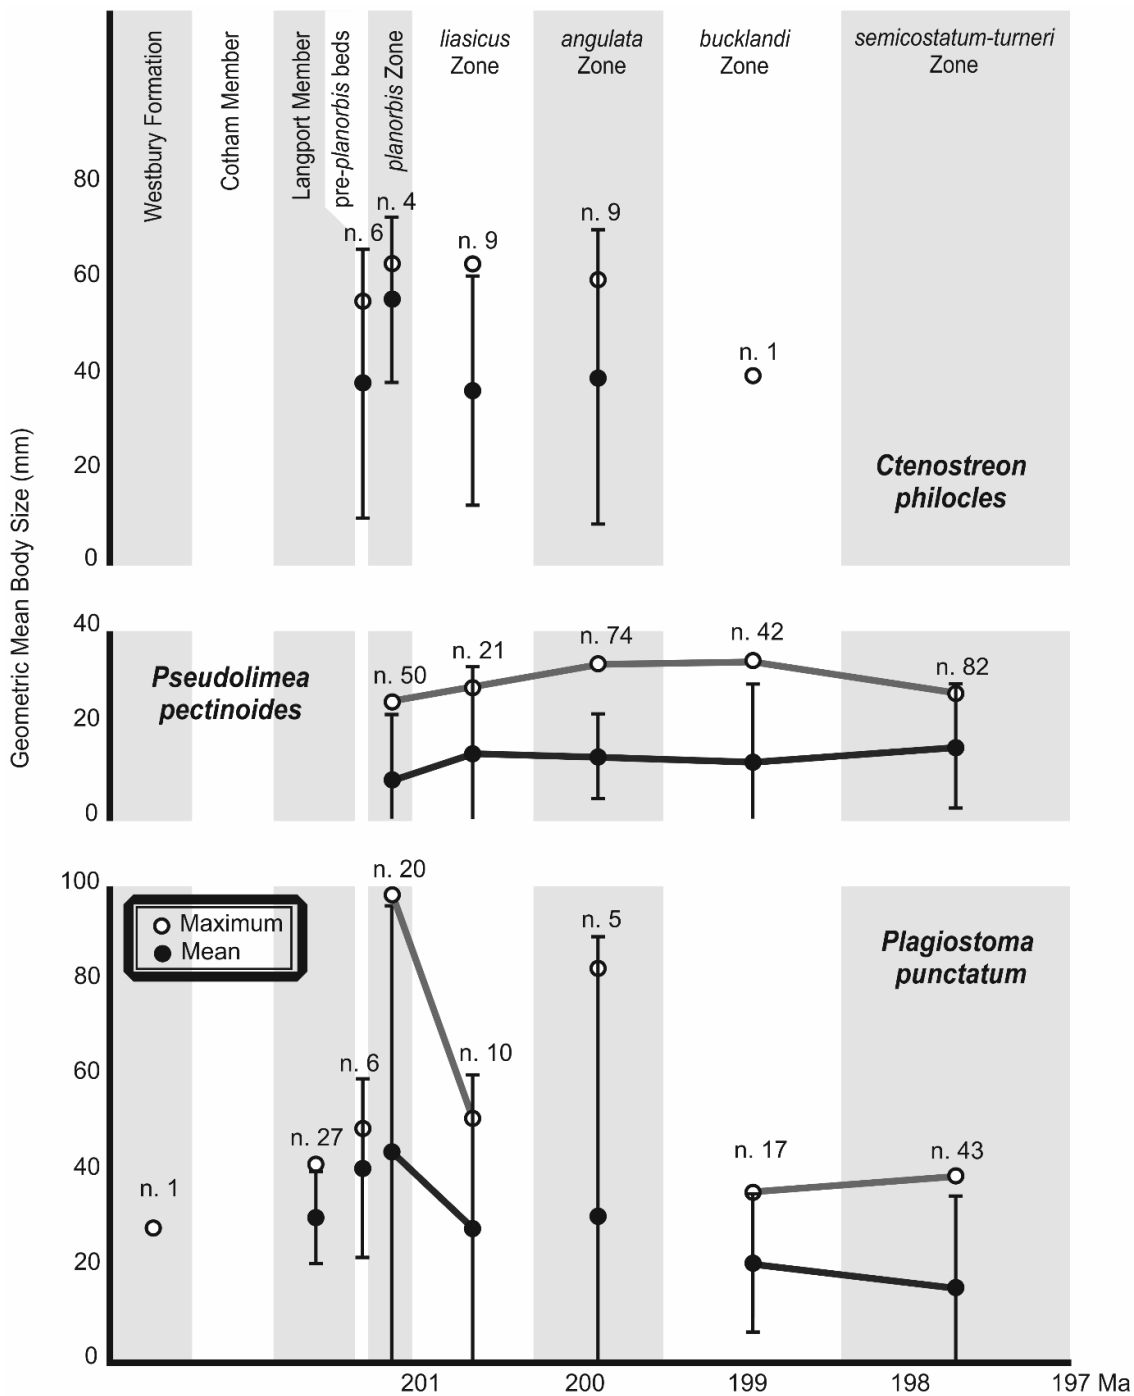 Westbury Formation
Cotham Member
Langport Member
pre-planorbis beds
planorbis Zone
liasicus
Zone
angulata
Zone
bucklandi
Zone
semicostatum-turneri
Zone
Geometric Mean Body Size (mm)
80
60
40
20
0
n. 6
n. 4
n. 9
n. 9
n. 1
Ctenostreon
philocles
40
20
0
Pseudolimea
pectinoides
n. 50
n. 21
n. 74
n. 42
n. 82
100
80
60
40
20
0
Maximum
Mean
n. 1
n. 27
n. 6
n. 20
n. 10
n. 5
n. 17
n. 43
Plagiostoma
punctatum
201 200 199 198 197 Ma